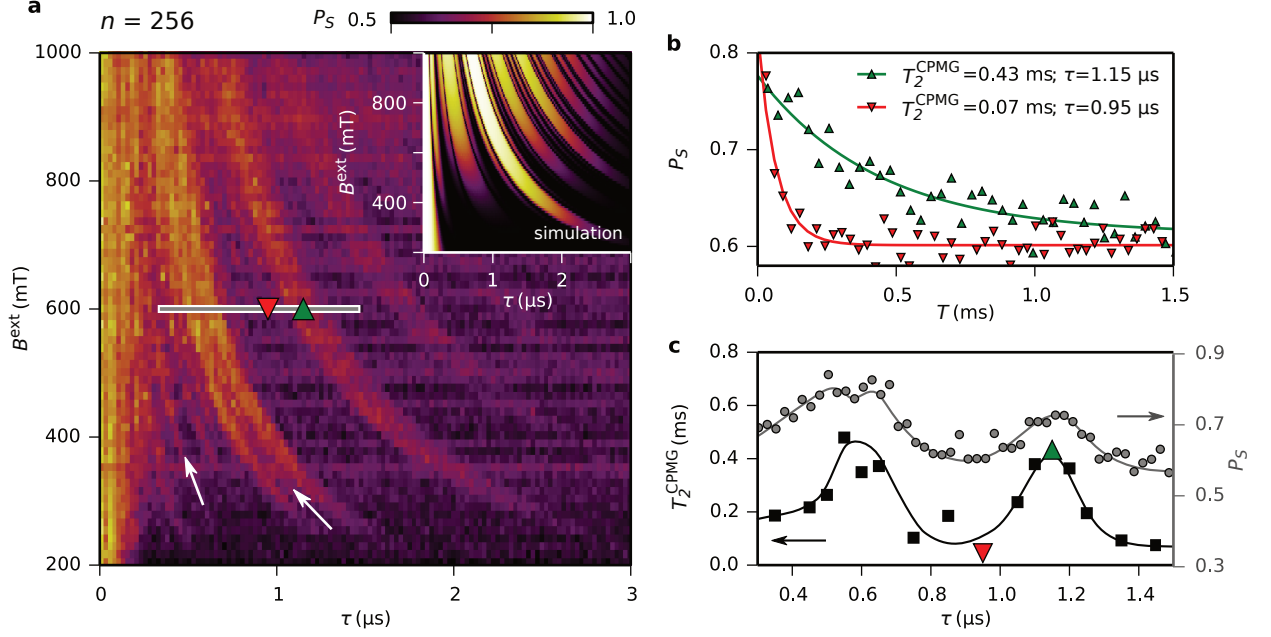 a
n = 256
P_S 0.5 1.0
1000
800
600
400
200
B^ext (mT)
0 1 2 3
τ (µs)
800
400
B^ext (mT)
simulation
0 1 2
τ (µs)
b
0.8
0.7
0.6
P_S
T_2^CPMG=0.43 ms; τ=1.15 µs
T_2^CPMG=0.07 ms; τ=0.95 µs
0.0 0.5 1.0 1.5
T (ms)
c
0.8
0.6
0.4
0.2
0.0
T_2^CPMG (ms)
0.9
0.7
0.5
0.3
P_S
0.4 0.6 0.8 1.0 1.2 1.4
τ (µs)